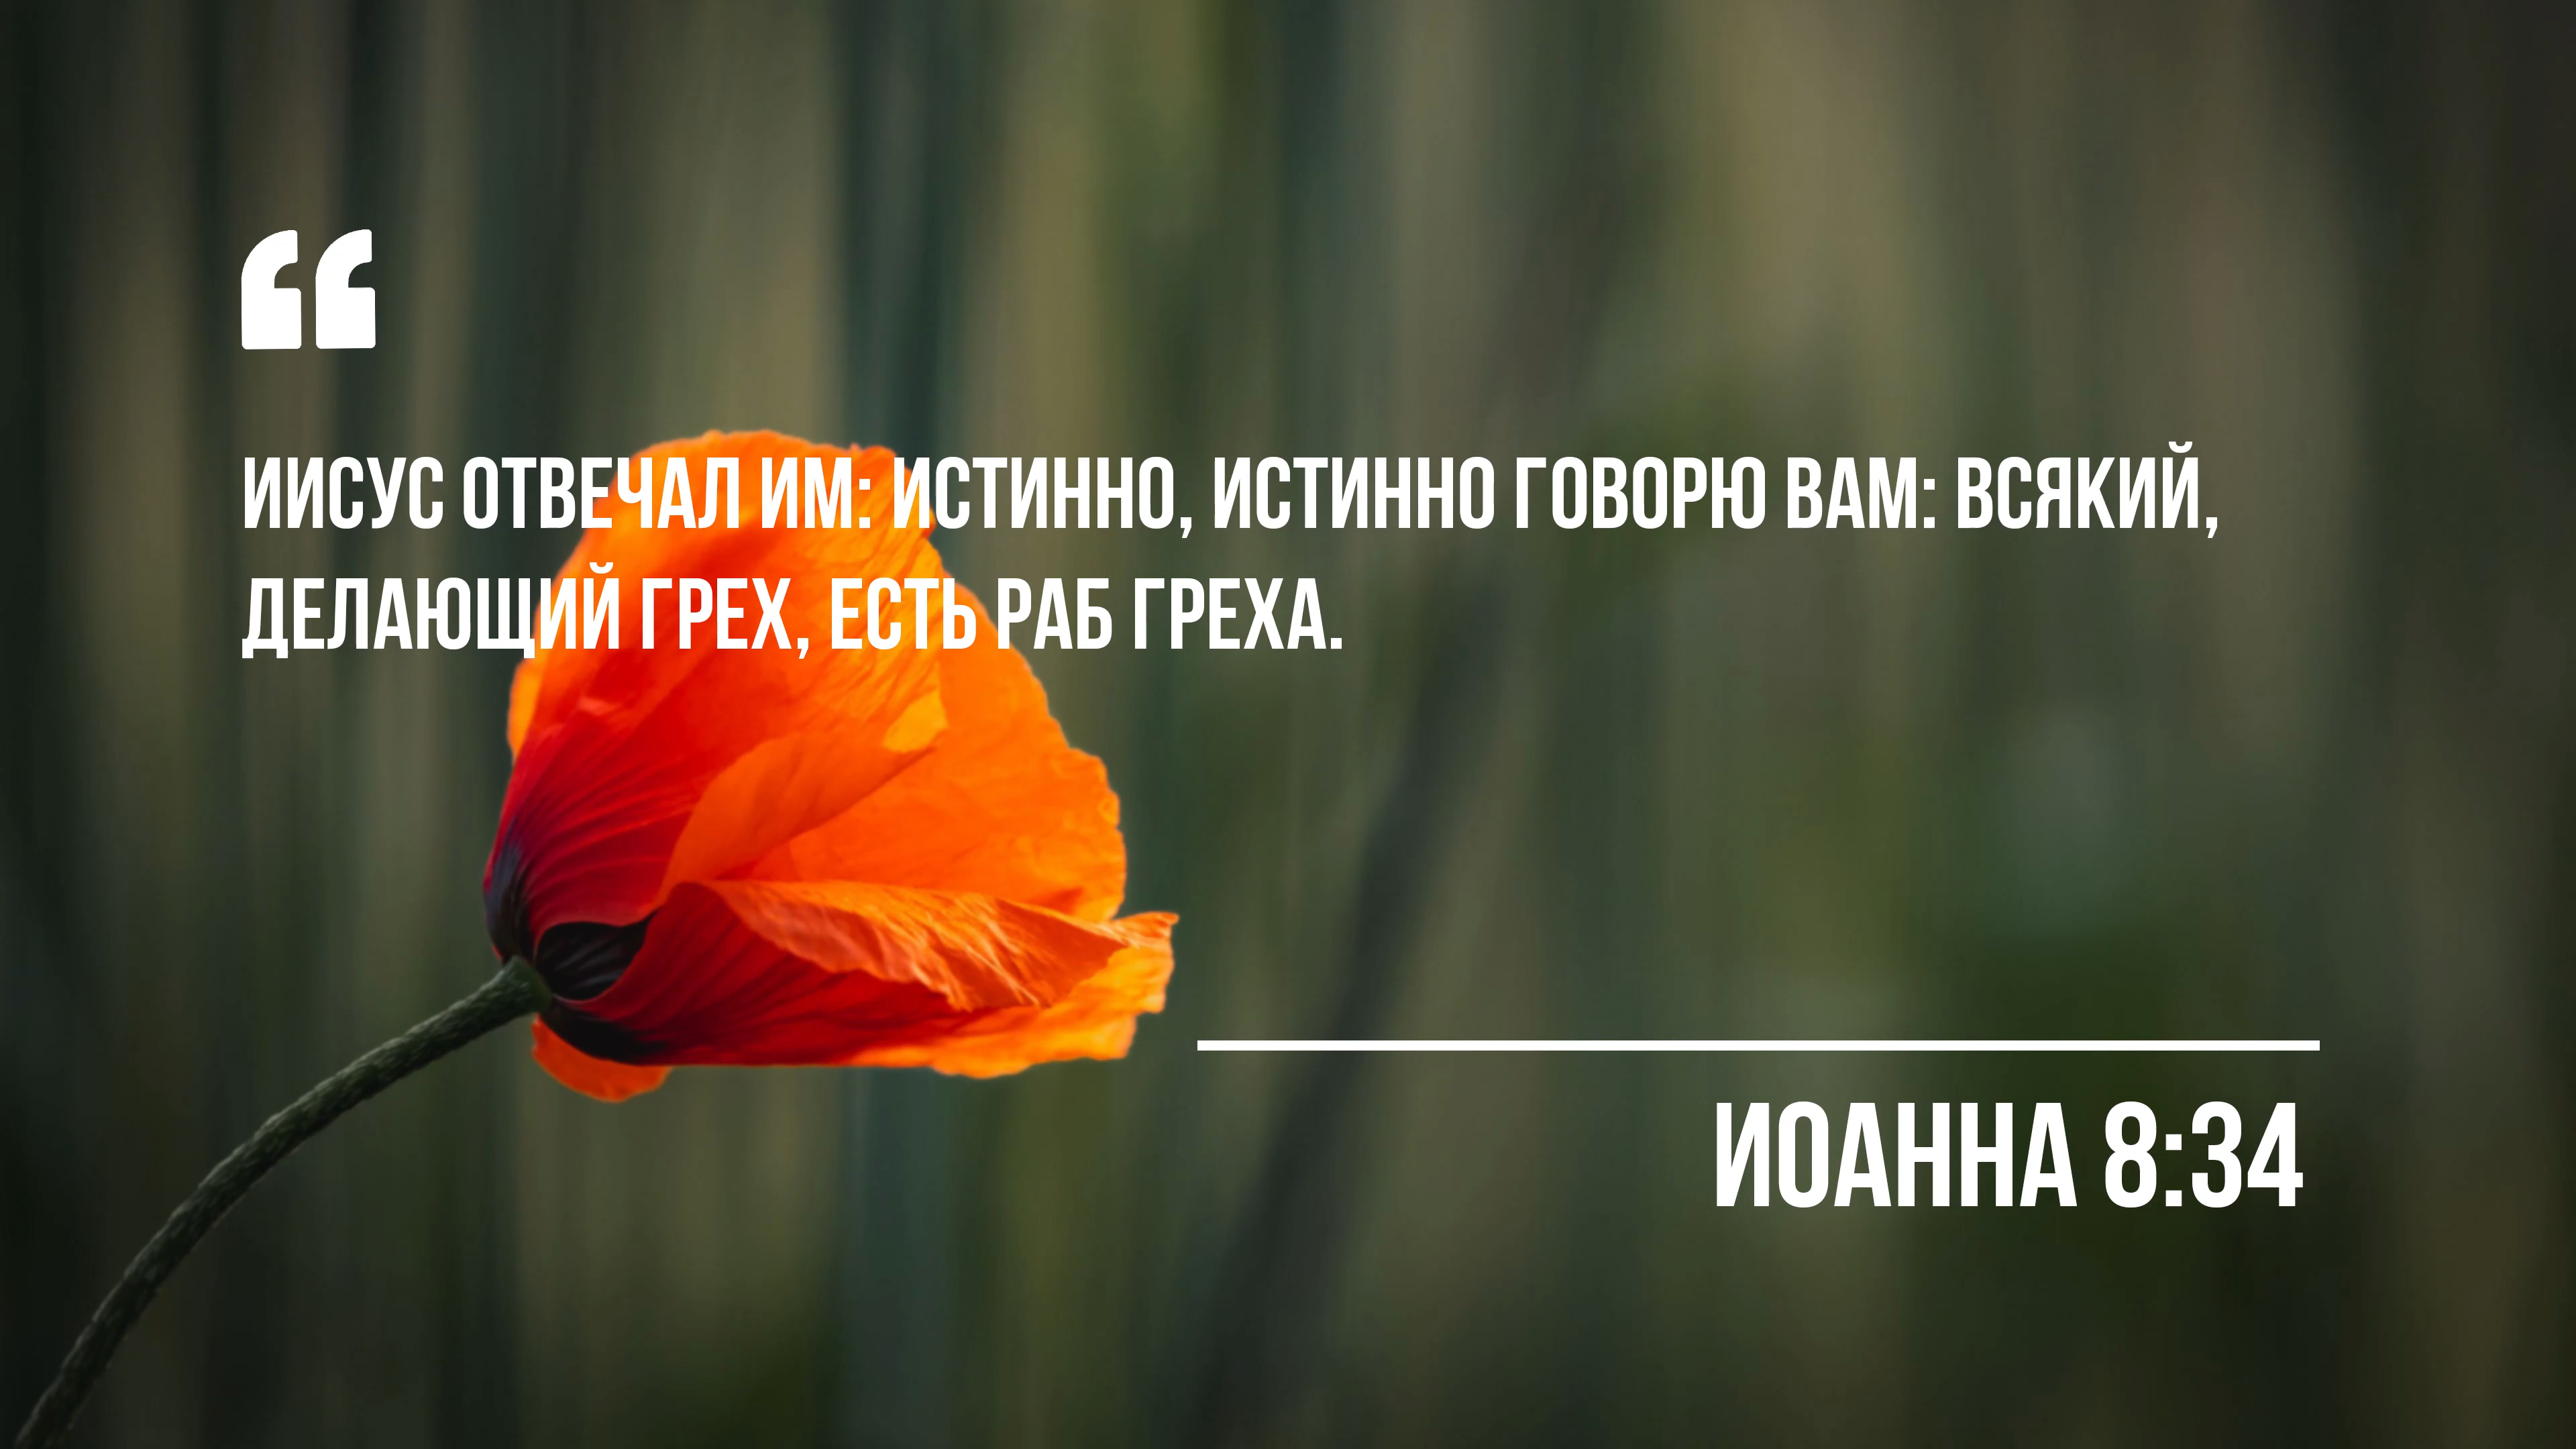 “
ИИСУС ОТВЕЧАЛ ИМ: ИСТИННО, ИСТИННО ГОВОРЮ ВАМ: ВСЯКИЙ,
ДЕЛАЮЩИЙ ГРЕХ, ЕСТЬ РАБ ГРЕХА.
ИОАННА 8:34